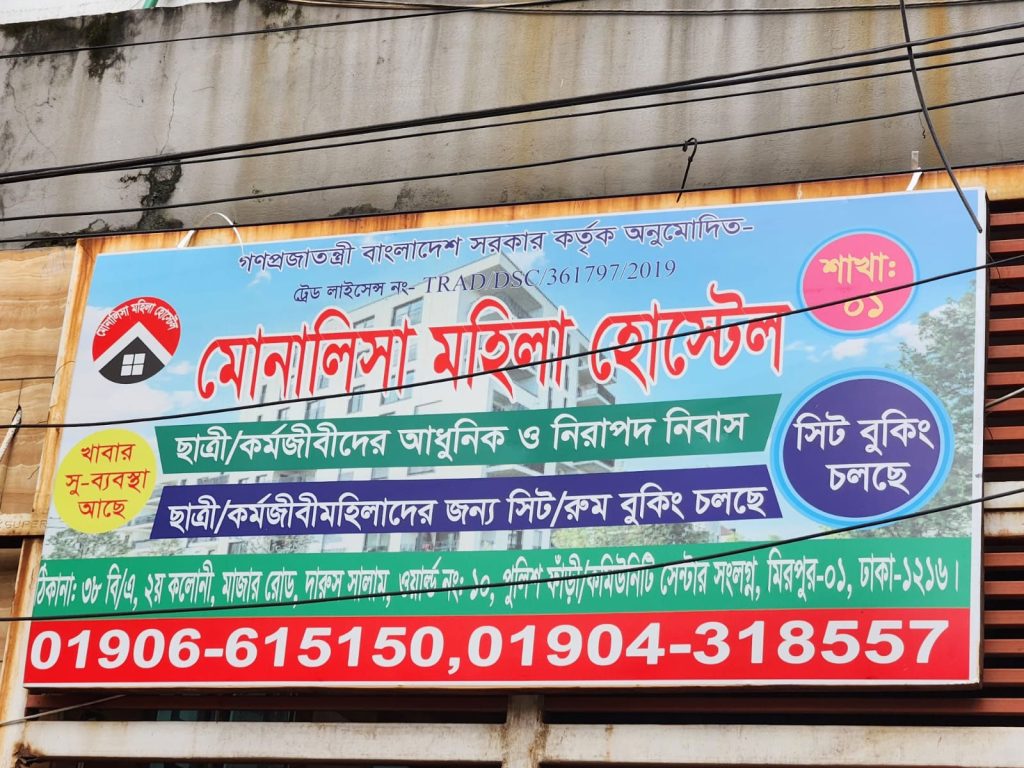 গণপ্রজাতন্ত্রী বাংলাদেশ সরকার কর্তৃক অনুমোদিত-
ট্রেড লাইসেন্স নং- TRAD/DSC/361797/2019
শাখা:
০১
মোনালিসা মহিলা হোস্টেল
মোনালিসা মহিলা হোস্টেল
ছাত্রী/কর্মজীবীদের আধুনিক ও নিরাপদ নিবাস
সিট বুকিং
চলছে
খাবার
সু-ব্যবস্থা
আছে
ছাত্রী/কর্মজীবীমহিলাদের জন্য সিট/রুম বুকিং চলছে
ঠিকানা: ৩৮ বি/এ, ২য় কলোনী, মাজার রোড, দারুস সালাম, ওয়ার্ল্ড নং: ১০, পুলিশ ফাঁড়ী/কমিউনিটি সেন্টার সংলগ্ন, মিরপুর-০১, ঢাকা-১২১৬।
01906-615150,01904-318557